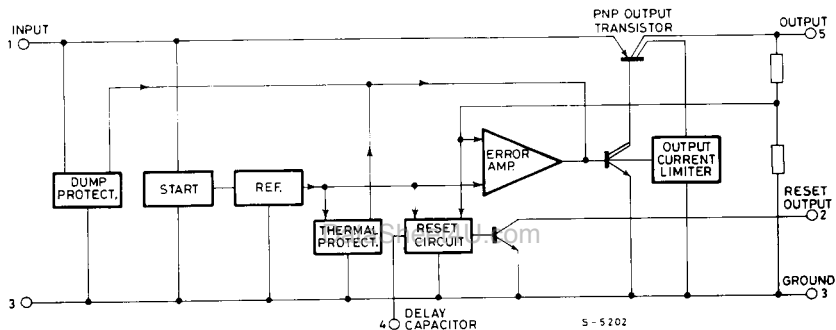 INPUT
1
PNP OUTPUT
TRANSISTOR
OUTPUT
5
DUMP
PROTECT.
START
REF.
ERROR
AMP.
OUTPUT
CURRENT
LIMITER
THERMAL
PROTECT.
RESET
CIRCUIT
RESET
OUTPUT
2
GROUND
3
3
4
DELAY
CAPACITOR
S-5202